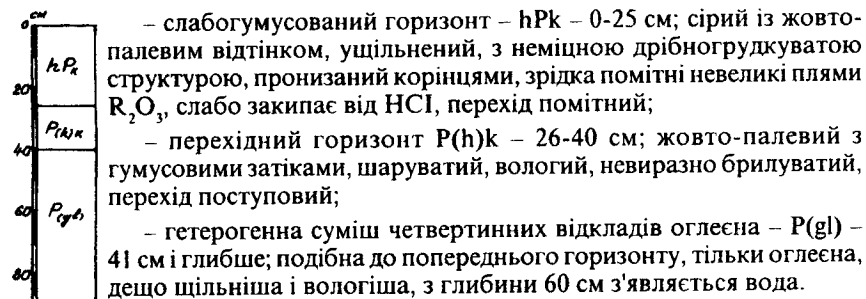 см
0
20
40
60
80
hPк
P(h)к
P(gl)
– слабогумусований горизонт – hPk – 0-25 см; сірий із жовто-
палевим відтінком, ущільнений, з неміцною дрібногрудкуватою
структурою, пронизаний корінцями, зрідка помітні невеликі плями
R₂O₃, слабо закипає від HCl, перехід помітний;
– перехідний горизонт P(h)k – 26-40 см; жовто-палевий з
гумусовими затіками, шаруватий, вологий, невиразно брилуватий,
перехід поступовий;
– гетерогенна суміш четвертинних відкладів оглеєна – P(gl) –
41 см і глибше; подібна до попереднього горизонту, тільки оглеєна,
дещо щільніша і вологіша, з глибини 60 см з'являється вода.